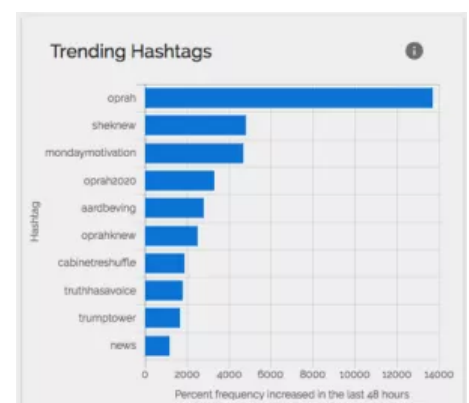 Trending Hashtags
oprah
sheknew
mondaymotivation
oprah2020
aardbeving
oprahknew
cabinetreshuffle
truthhasavoice
trumptower
news
Hashtag
0 2000 4000 6000 8000 10000 12000 14000
Percent frequency increased in the last 48 hours